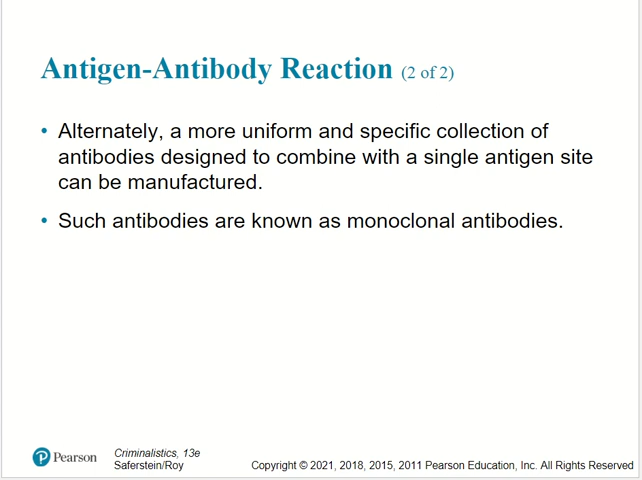 Antigen-Antibody Reaction (2 of 2)
• Alternately, a more uniform and specific collection of
antibodies designed to combine with a single antigen site
can be manufactured.
• Such antibodies are known as monoclonal antibodies.
Pearson
Criminalistics, 13e
Saferstein/Roy
Copyright © 2021, 2018, 2015, 2011 Pearson Education, Inc. All Rights Reserved